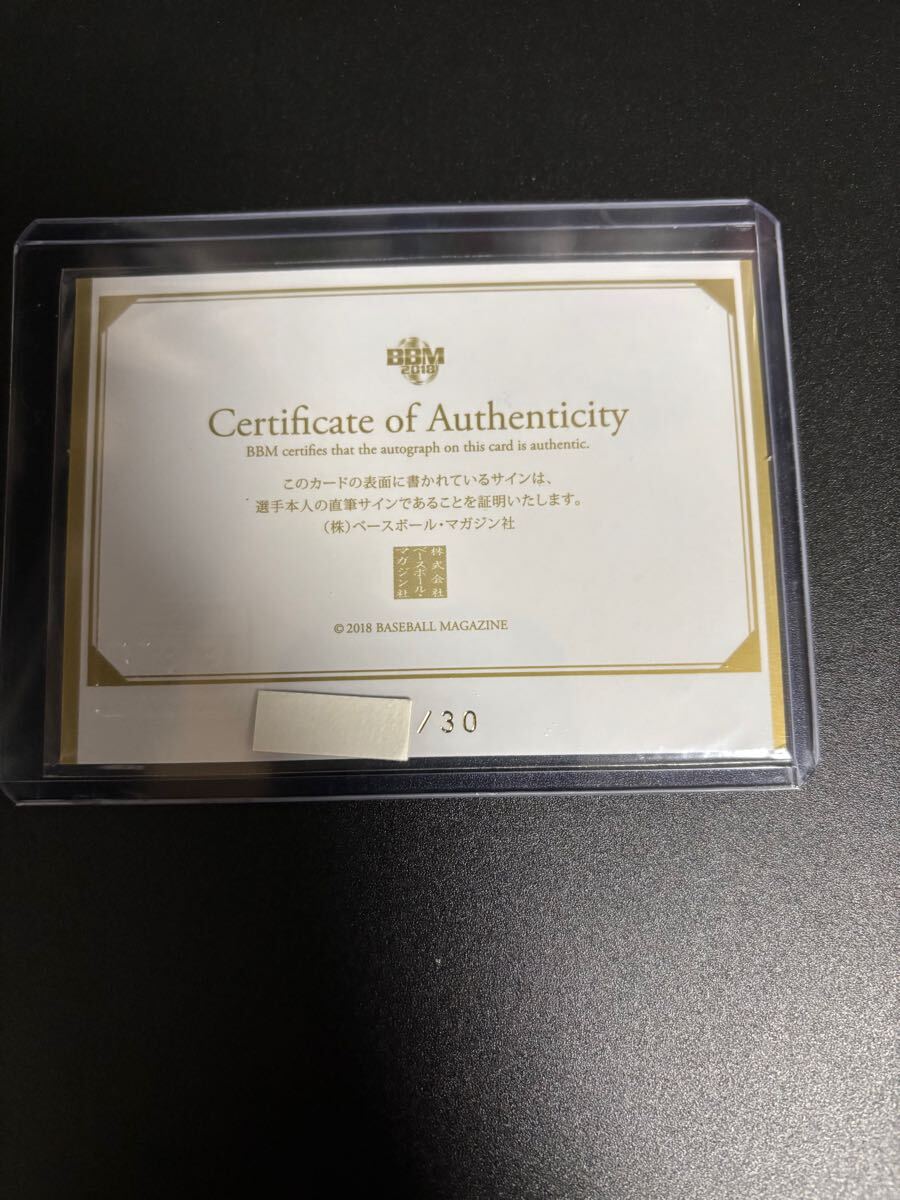 BBM
2018
Certificate of Authenticity
BBM certifies that the autograph on this card is authentic.
このカードの表面に書かれているサインは、
選手本人の直筆サインであることを証明いたします。
(株)ベースボール・マガジン社
株式会社
ベースボール・
マガジン社
© 2018 BASEBALL MAGAZINE
/30